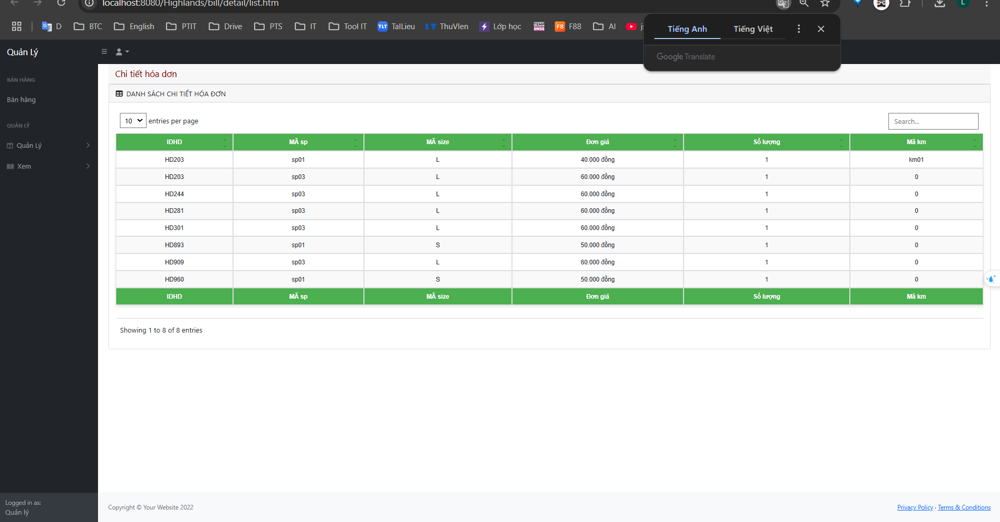 localhost:8080/Highlands/bill/detail/list.htm
D BTC English PTIT Drive PTS IT Tool IT TLT TalLieu LT ThuVIen Lớp học TEMP SMSS F8 F88 AI
Tiếng Anh Tiếng Việt
Google Translate
Quản Lý
BÁN HÀNG
Bán hàng
QUẢN LÝ
Quản Lý
Xem
Chi tiết hóa dơn
DANH SÁCH CHI TIẾT HÓA ĐƠN
10 entries per page
Search...
IDHD MÃ sp MÃ size Đơn giá Số lượng Mã km
HD203 sp01 L 40.000 đồng 1 km01
HD203 sp03 L 60.000 đồng 1 0
HD244 sp03 L 60.000 đồng 1 0
HD281 sp03 L 60.000 đồng 1 0
HD301 sp03 L 60.000 đồng 1 0
HD893 sp01 S 50.000 đồng 1 0
HD909 sp03 L 60.000 đồng 1 0
HD960 sp01 S 50.000 đồng 1 0
IDHD MÃ sp MÃ size Đơn giá Số lượng Mã km
Showing 1 to 8 of 8 entries
Logged in as:
Quản lý
Copyright © Your Website 2022
Privacy Policy · Terms & Conditions